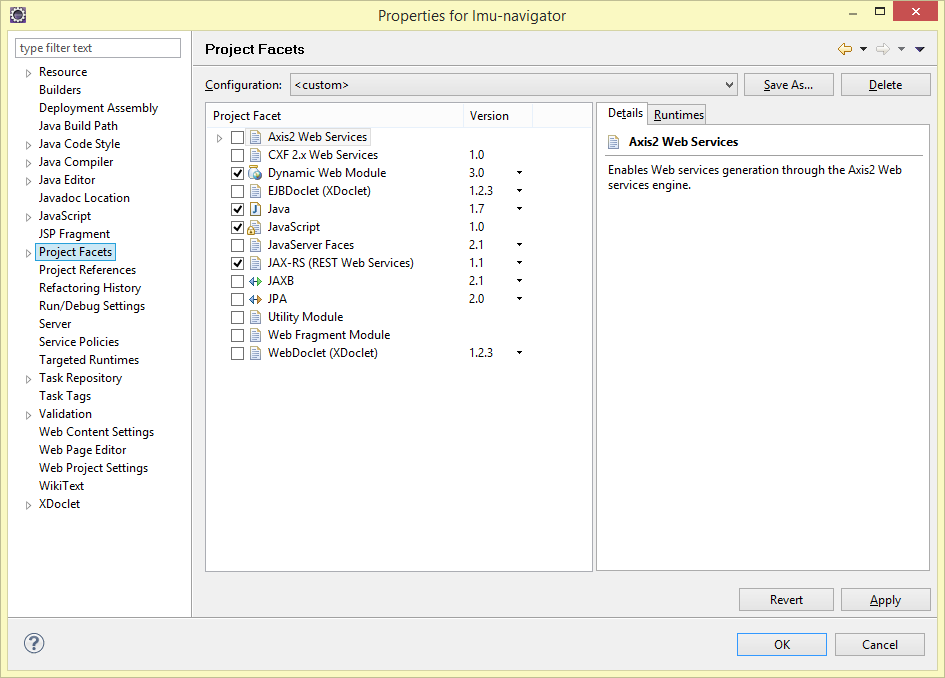 Properties for lmu-navigator
type filter text
Resource
Builders
Deployment Assembly
Java Build Path
Java Code Style
Java Compiler
Java Editor
Javadoc Location
JavaScript
JSP Fragment
Project Facets
Project References
Refactoring History
Run/Debug Settings
Server
Service Policies
Targeted Runtimes
Task Repository
Task Tags
Validation
Web Content Settings
Web Page Editor
Web Project Settings
WikiText
XDoclet
Project Facets
Configuration: <custom> Save As... Delete
Project Facet Version
Axis2 Web Services
CXF 2.x Web Services 1.0
Dynamic Web Module 3.0
EJBDoclet (XDoclet) 1.2.3
Java 1.7
JavaScript 1.0
JavaServer Faces 2.1
JAX-RS (REST Web Services) 1.1
JAXB 2.1
JPA 2.0
Utility Module
Web Fragment Module
WebDoclet (XDoclet) 1.2.3
Details Runtimes
Axis2 Web Services
Enables Web services generation through the Axis2 Web
services engine.
Revert Apply
? OK Cancel